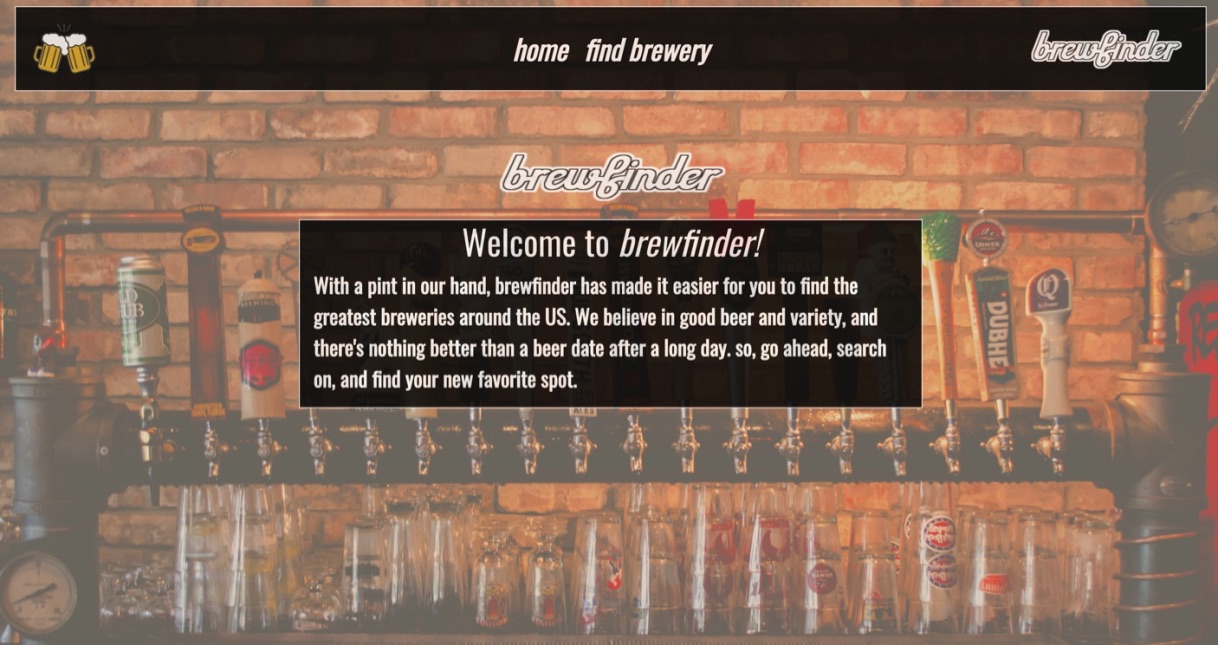 home find brewery
brewfinder
brewfinder
Welcome to brewfinder!
With a pint in our hand, brewfinder has made it easier for you to find the
greatest breweries around the US. We believe in good beer and variety, and
there's nothing better than a beer date after a long day. so, go ahead, search
on, and find your new favorite spot.
DUBHE
Q
ALES